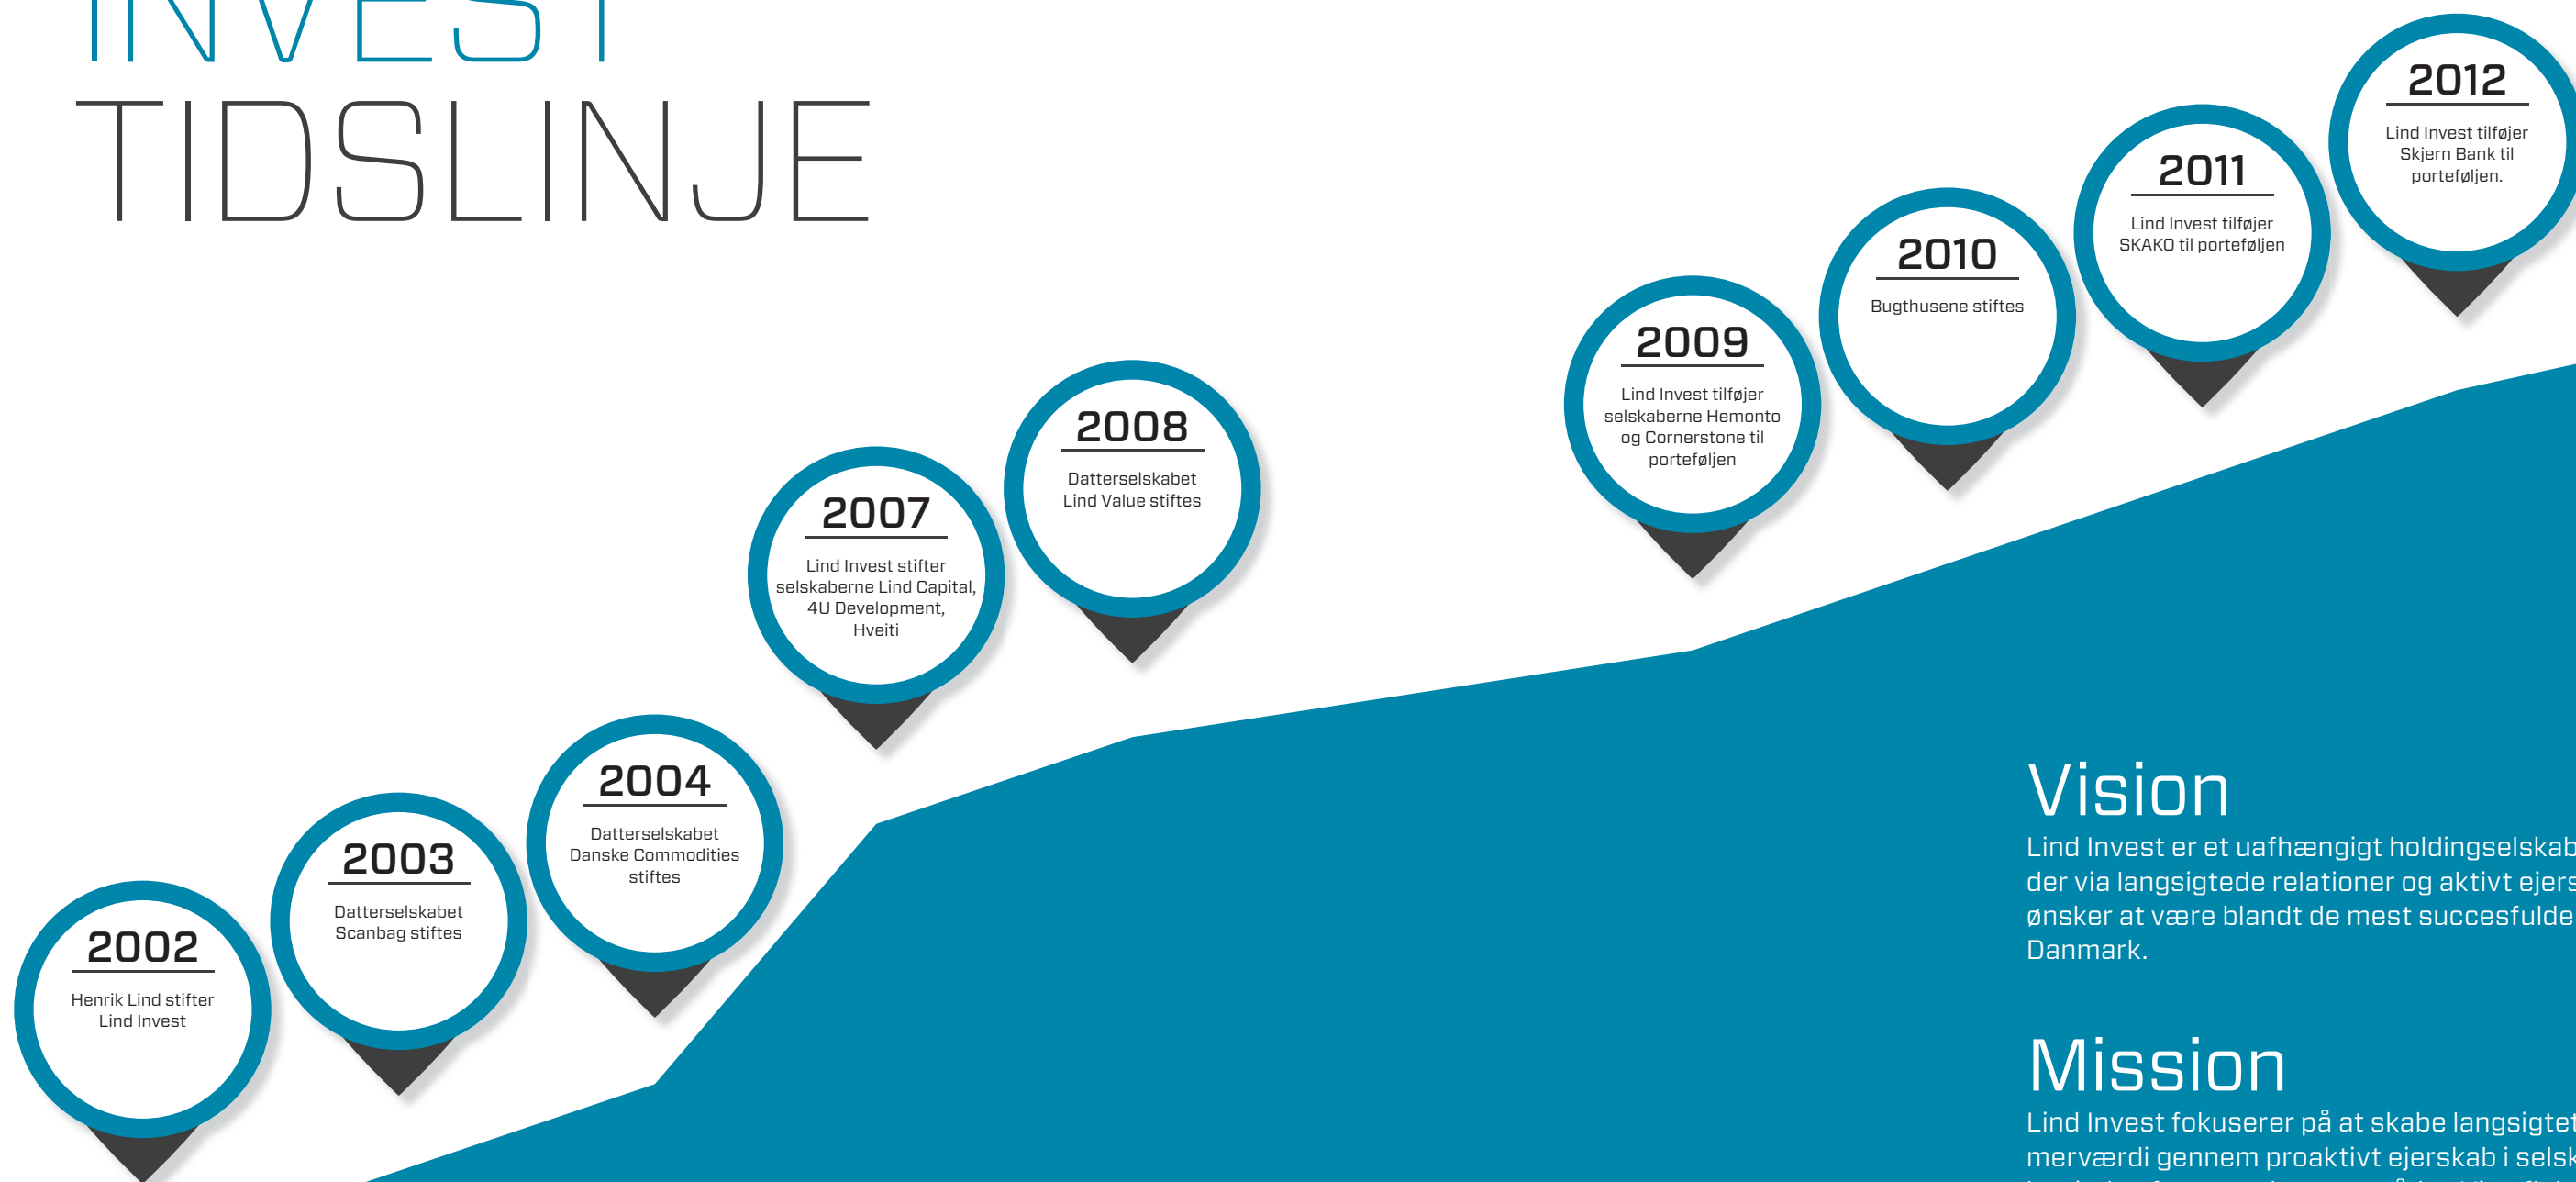 INVEST
TIDSLINJE
2002
Henrik Lind stifter
Lind Invest
2003
Datterselskabet
Scanbag stiftes
2004
Datterselskabet
Danske Commodities
stiftes
2007
Lind Invest stifter
selskaberne Lind Capital,
4U Development,
Hveiti
2008
Datterselskabet
Lind Value stiftes
2009
Lind Invest tilføjer
selskaberne Hemonto
og Cornerstone til
porteføljen
2010
Bugthusene stiftes
2011
Lind Invest tilføjer
SKAKO til porteføljen
2012
Lind Invest tilføjer
Skjern Bank til
porteføljen.
Vision
Lind Invest er et uafhængigt holdingselskab
der via langsigtede relationer og aktivt
ønsker at være blandt de mest succesfulde
Danmark.
Mission
Lind Invest fokuserer på at skabe
merværdi gennem proaktivt ejerskab i